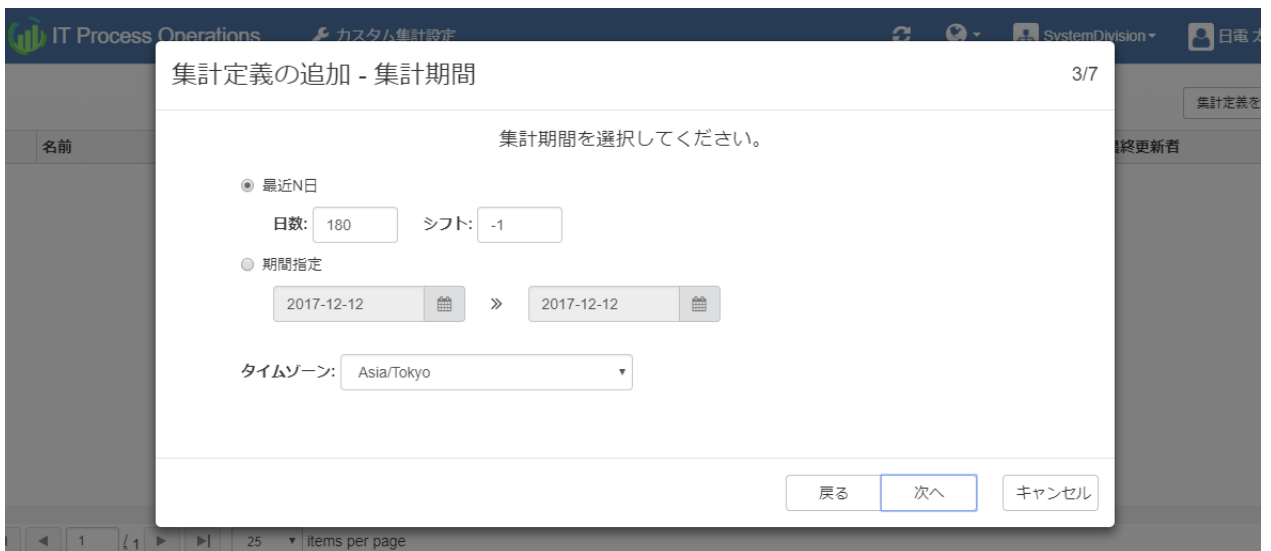 IT Process Operations カスタム集計設定 SystemDivision 日電 太
集計定義の追加 - 集計期間 3/7
集計定義を
集計期間を選択してください。
名前 終更新者
最近N日
日数: 180 シフト: -1
期間指定
2017-12-12 » 2017-12-12
タイムゾーン: Asia/Tokyo
戻る 次へ キャンセル
1 / 1 25 items per page